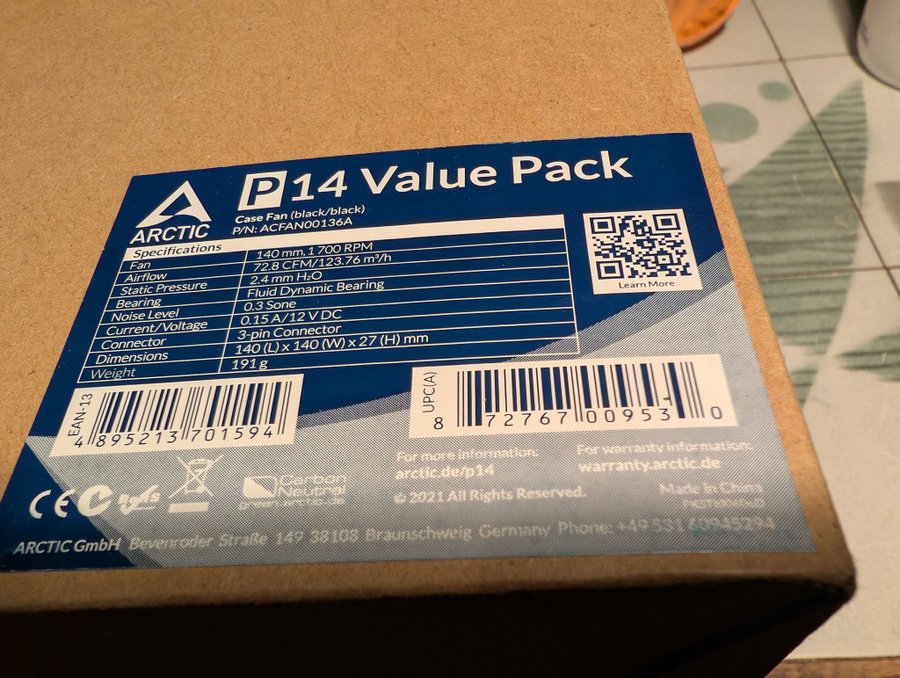 ARCTIC
P14 Value Pack
Case Fan (black/black)
P/N: ACFAN00136A
Specifications
Fan 140 mm, 1 700 RPM
Airflow 72.8 CFM/123.76 m³/h
Static Pressure 2.4 mm H₂O
Bearing Fluid Dynamic Bearing
Noise Level 0.3 Sone
Current/Voltage 0.15 A/12 V DC
Connector 3-pin Connector
Dimensions 140 (L) x 140 (W) x 27 (H) mm
Weight 191 g
Learn More
EAN-13
4 895213 701594
UPC(A)
8 72767 00953 0
For more information:
arctic.de/p14
For warranty information:
warranty.arctic.de
CE
RoHS
Carbon
Neutral
green.arctic.de
© 2021 All Rights Reserved.
Made in China
ARCTIC GmbH Bevenroder Straße 149 38108 Braunschweig Germany Phone: +49 531 60945294